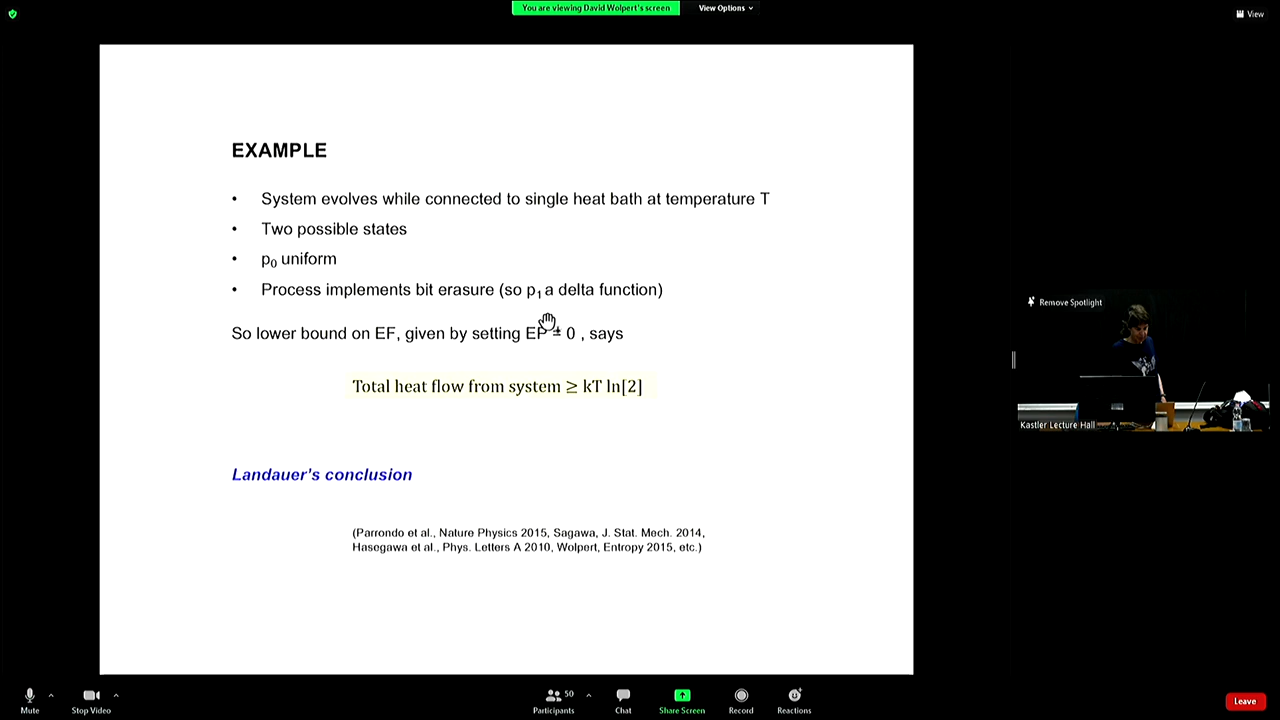 You are viewing David Wolpert's screen
View Options
View
EXAMPLE
• System evolves while connected to single heat bath at temperature T
• Two possible states
• p₀ uniform
• Process implements bit erasure (so p₁ a delta function)
So lower bound on EF, given by setting EP = 0 , says
Total heat flow from system ≥ kT ln[2]
Landauer's conclusion
(Parrondo et al., Nature Physics 2015, Sagawa, J. Stat. Mech. 2014,
Hasegawa et al., Phys. Letters A 2010, Wolpert, Entropy 2015, etc.)
Remove Spotlight
Kastler Lecture Hall
Mute
Stop Video
50
Participants
Chat
Share Screen
Record
Reactions
Leave